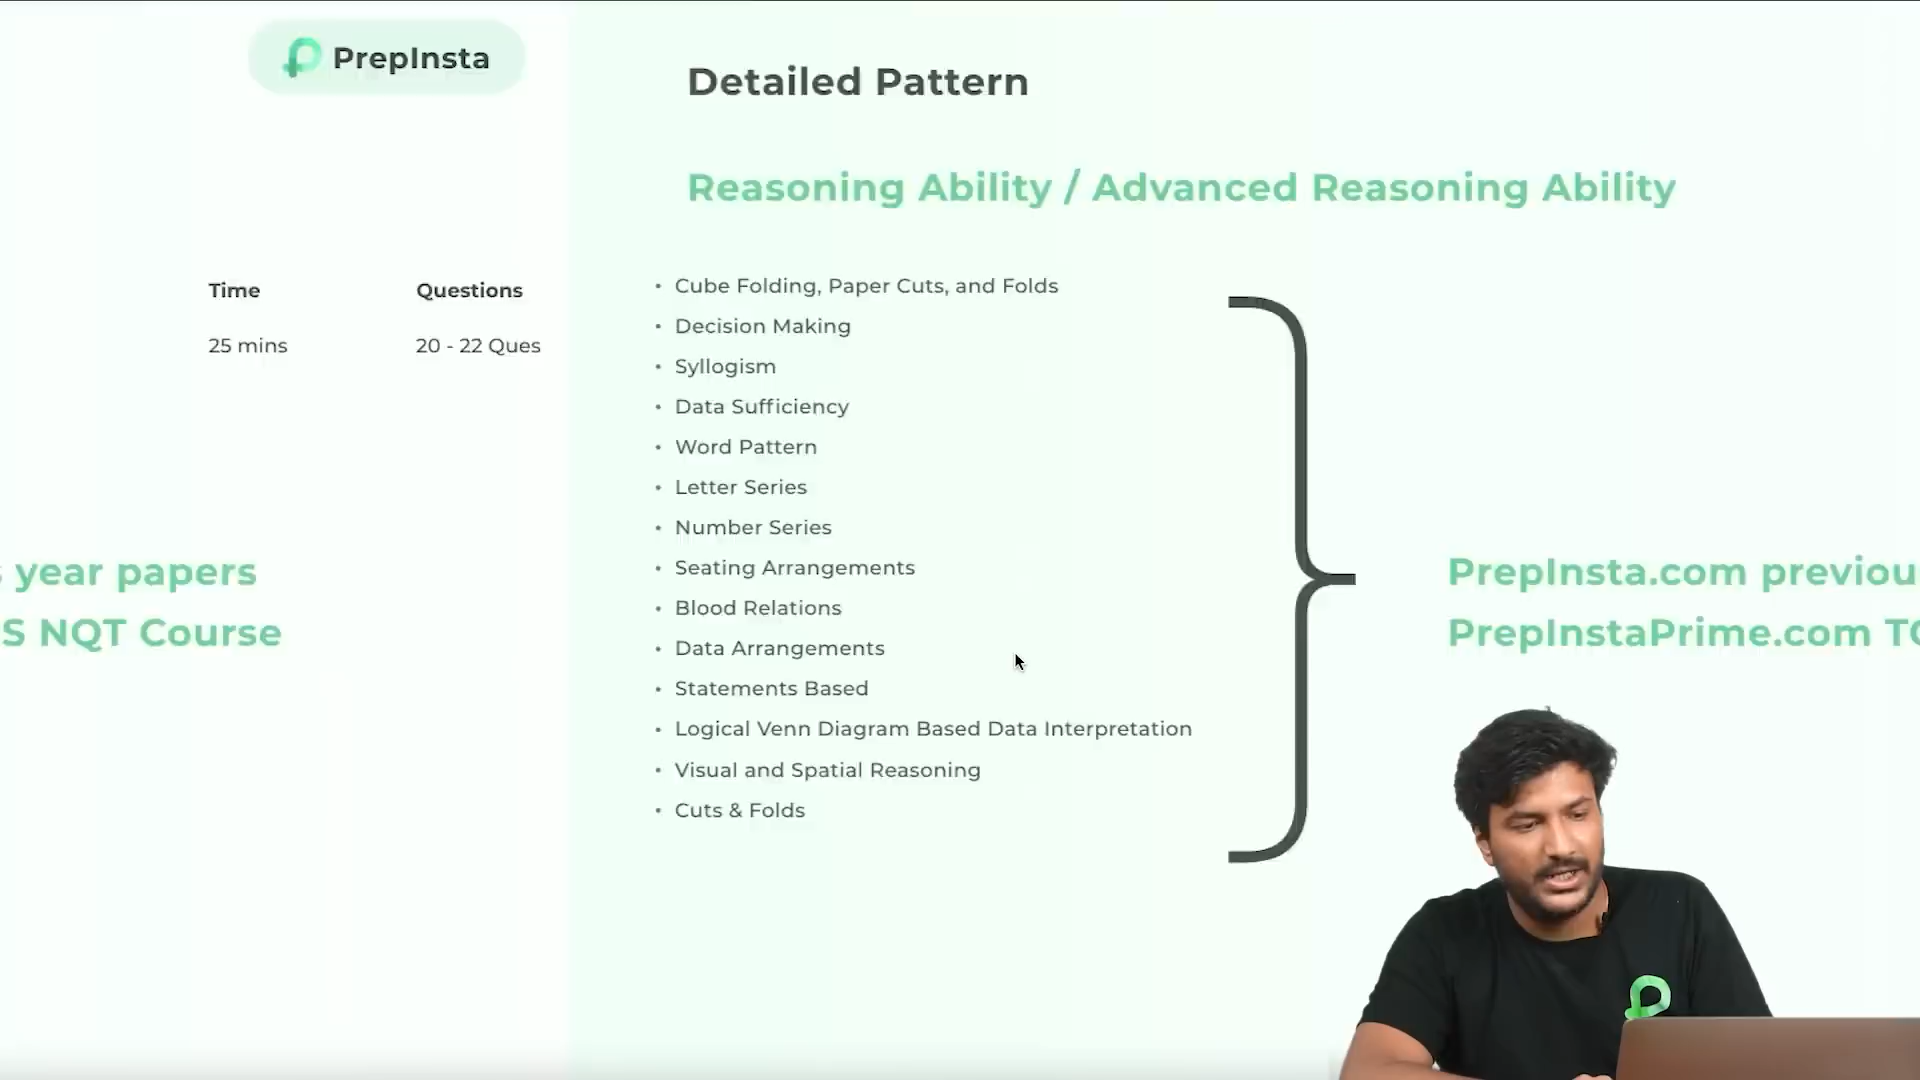 PrepInsta
Detailed Pattern
Reasoning Ability / Advanced Reasoning Ability
Time
Questions
25 mins
20 - 22 Ques
• Cube Folding, Paper Cuts, and Folds
• Decision Making
• Syllogism
• Data Sufficiency
• Word Pattern
• Letter Series
• Number Series
• Seating Arrangements
• Blood Relations
• Data Arrangements
• Statements Based
• Logical Venn Diagram Based Data Interpretation
• Visual and Spatial Reasoning
• Cuts & Folds
s year papers
S NQT Course
PrepInsta.com previou
PrepInstaPrime.com TC